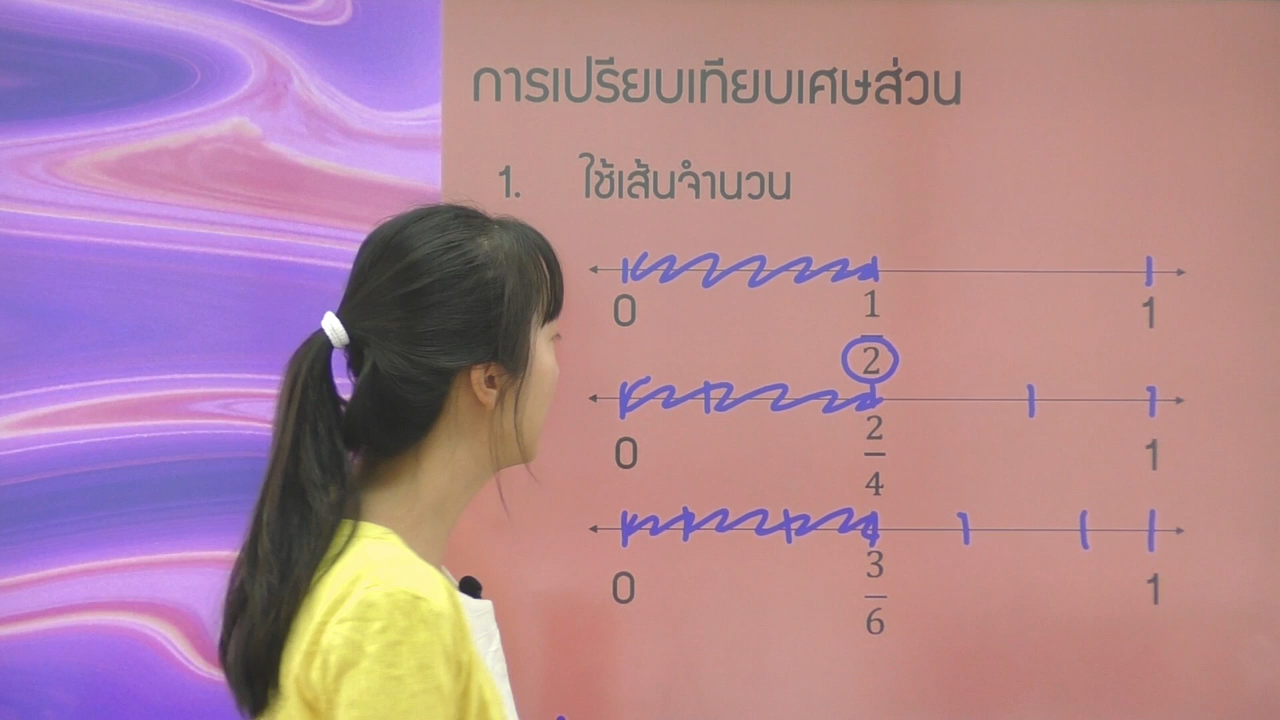 การเปรียบเทียบเศษส่วน
1. ใช้เส้นจำนวน
0 1/2 1
0 2/4 1
0 3/6 1